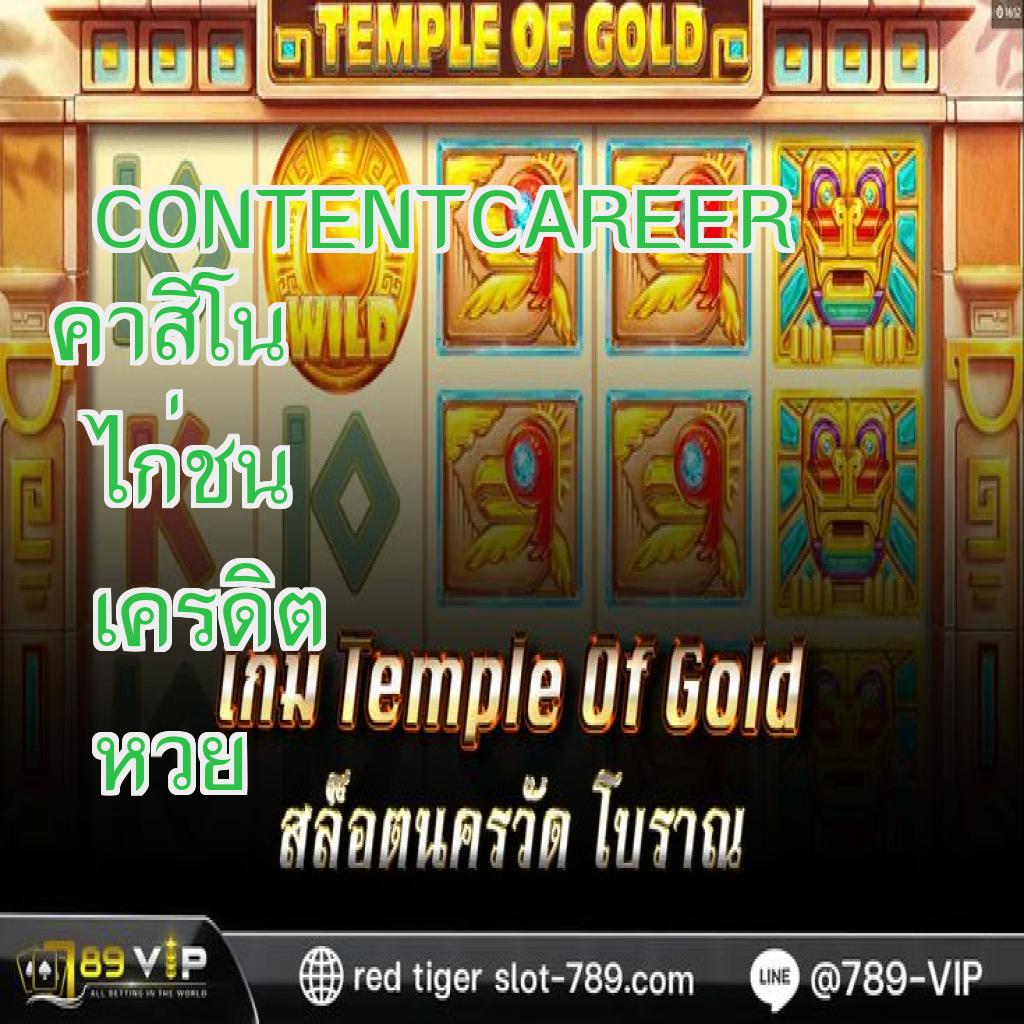 TEMPLE OF GOLD
CONTENTCAREER
คาสิโน
WILD
ไก่ชน
K
เครดิต
เกม Temple Of Gold
หวย
สล็อตนครวัด โบราณ
789 VIP
ALL BETTING IN THE WORLD
red tiger slot-789.com
LINE @789-VIP